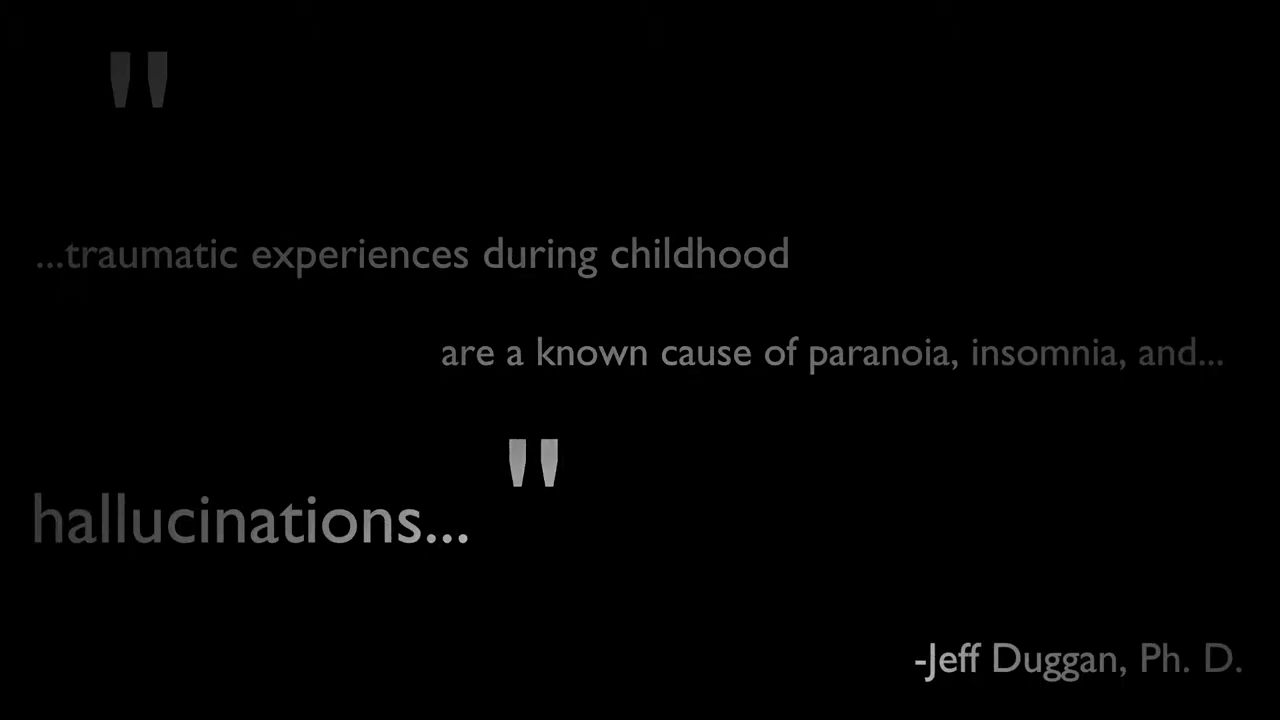 "
...traumatic experiences during childhood
are a known cause of paranoia, insomnia, and...
hallucinations... "
-Jeff Duggan, Ph. D.